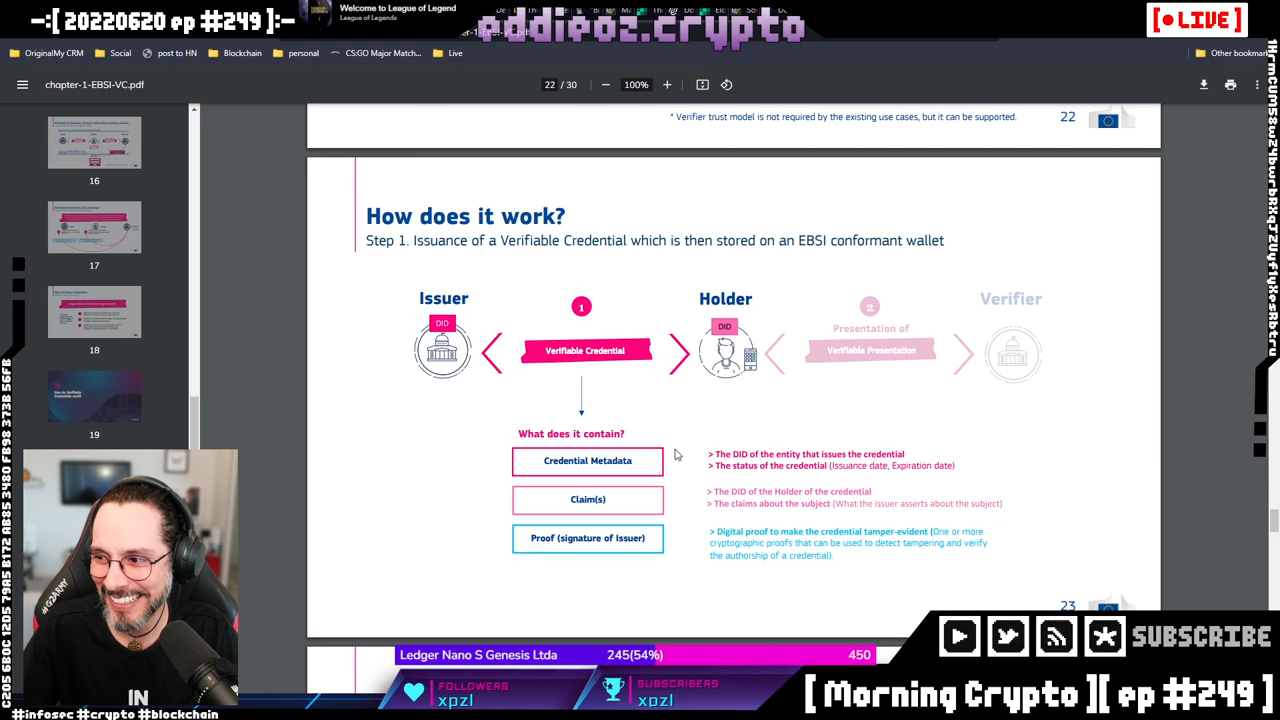 -:[ 20220620 ep #249 ]:-
Welcome to League of Legend
League of Legends
eddieoz.crypto
[ LIVE ]
OriginalMy CRM
Social
post to HN
Blockchain
personal
CS:GO Major Match...
Live
Other bookmar
chapter-1-EBSI-VC.pdf
22 / 30
100%
16
17
18
19
* Verifier trust model is not required by the existing use cases, but it can be supported.
22
How does it work?
Step 1. Issuance of a Verifiable Credential which is then stored on an EBSI conformant wallet
Issuer
1
Holder
2
Verifier
DID
DID
Presentation of
Verifiable Credential
Verifiable Presentation
What does it contain?
Credential Metadata
> The DID of the entity that issues the credential
> The status of the credential (Issuance date, Expiration date)
Claim(s)
> The DID of the Holder of the credential
> The claims about the subject (What the issuer asserts about the subject)
Proof (signature of Issuer)
> Digital proof to make the credential tamper-evident (One or more
cryptographic proofs that can be used to detect tampering and verify
the authorship of a credential).
23
#G2ARMY
IN
Ledger Nano S Genesis Ltda
245(54%)
450
FOLLOWERS
xpzl
SUBSCRIBERS
xpzl
SUBSCRIBE
[ Morning Crypto ][ ep #249 ]
#infosec #crypto #blockchain